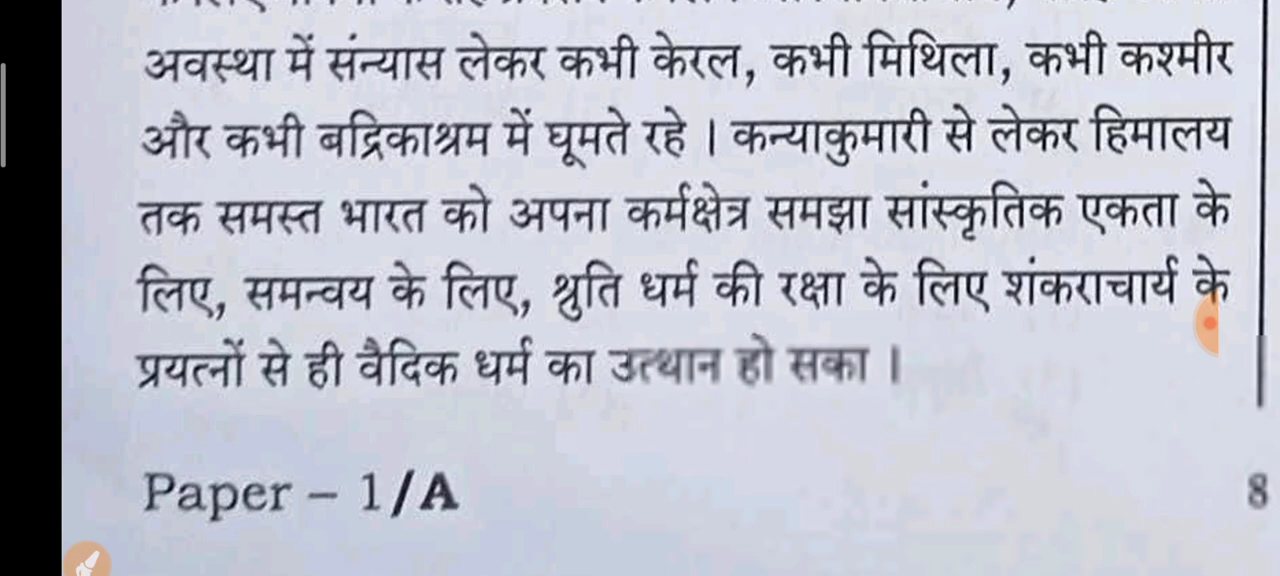 अवस्था में संन्यास लेकर कभी केरल, कभी मिथिला, कभी कश्मीर
और कभी बद्रिकाश्रम में घूमते रहे । कन्याकुमारी से लेकर हिमालय
तक समस्त भारत को अपना कर्मक्षेत्र समझा सांस्कृतिक एकता के
लिए, समन्वय के लिए, श्रुति धर्म की रक्षा के लिए शंकराचार्य के
प्रयत्नों से ही वैदिक धर्म का उत्थान हो सका ।
Paper – 1/A
8